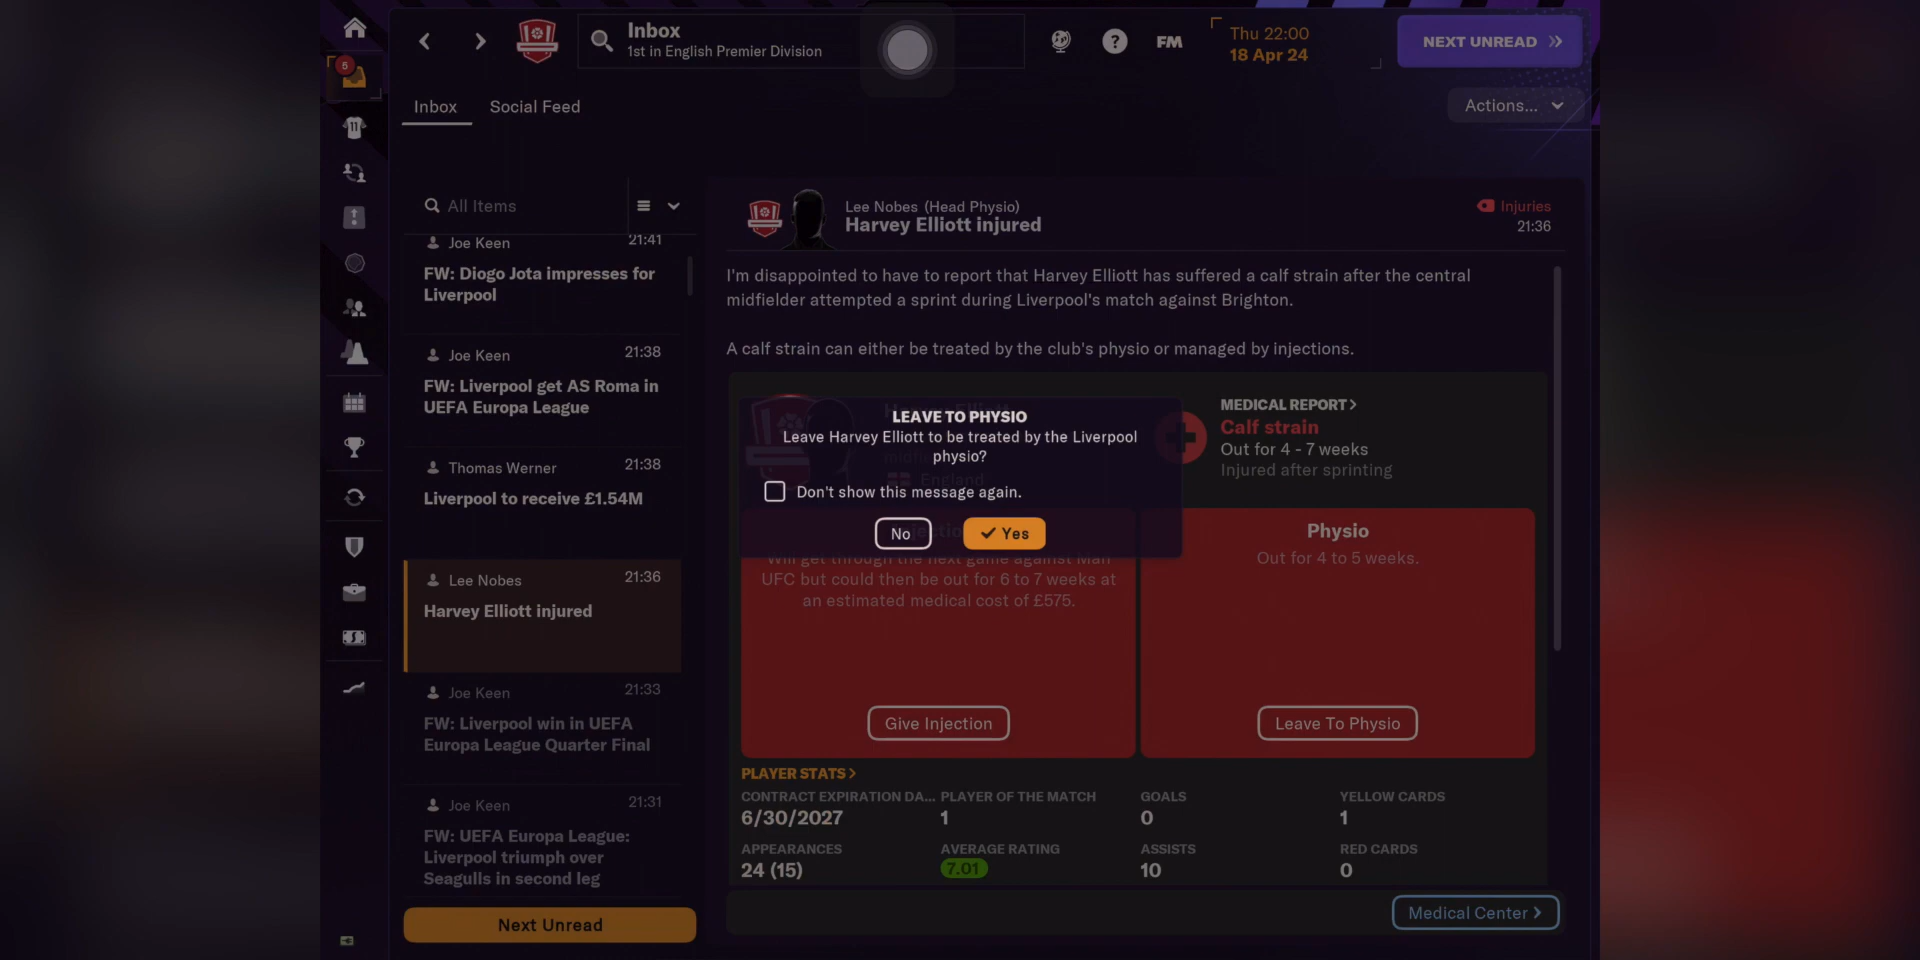 Inbox
1st in English Premier Division
FM
Thu 22:00
18 Apr 24
NEXT UNREAD
5
11
Inbox
Social Feed
Actions...
All Items
Joe Keen
21:41
FW: Diogo Jota impresses for
Liverpool
Joe Keen
21:38
FW: Liverpool get AS Roma in
UEFA Europa League
Thomas Werner
21:38
Liverpool to receive £1.54M
Lee Nobes
21:36
Harvey Elliott injured
Joe Keen
21:33
FW: Liverpool win in UEFA
Europa League Quarter Final
Joe Keen
21:31
FW: UEFA Europa League:
Liverpool triumph over
Seagulls in second leg
Next Unread
Lee Nobes (Head Physio)
Harvey Elliott injured
Injuries
21:36
I'm disappointed to have to report that Harvey Elliott has suffered a calf strain after the central
midfielder attempted a sprint during Liverpool's match against Brighton.
A calf strain can either be treated by the club's physio or managed by injections.
LEAVE TO PHYSIO
Leave Harvey Elliott to be treated by the Liverpool
physio?
England
Don't show this message again.
No
Yes
MEDICAL REPORT>
Calf strain
Out for 4 - 7 weeks
Injured after sprinting
Will get through the next game against Man
UFC but could then be out for 6 to 7 weeks at
an estimated medical cost of £575.
Give Injection
Physio
Out for 4 to 5 weeks.
Leave To Physio
PLAYER STATS>
CONTRACT EXPIRATION DA...
6/30/2027
PLAYER OF THE MATCH
1
GOALS
0
YELLOW CARDS
1
APPEARANCES
24 (15)
AVERAGE RATING
7.01
ASSISTS
10
RED CARDS
0
Medical Center >